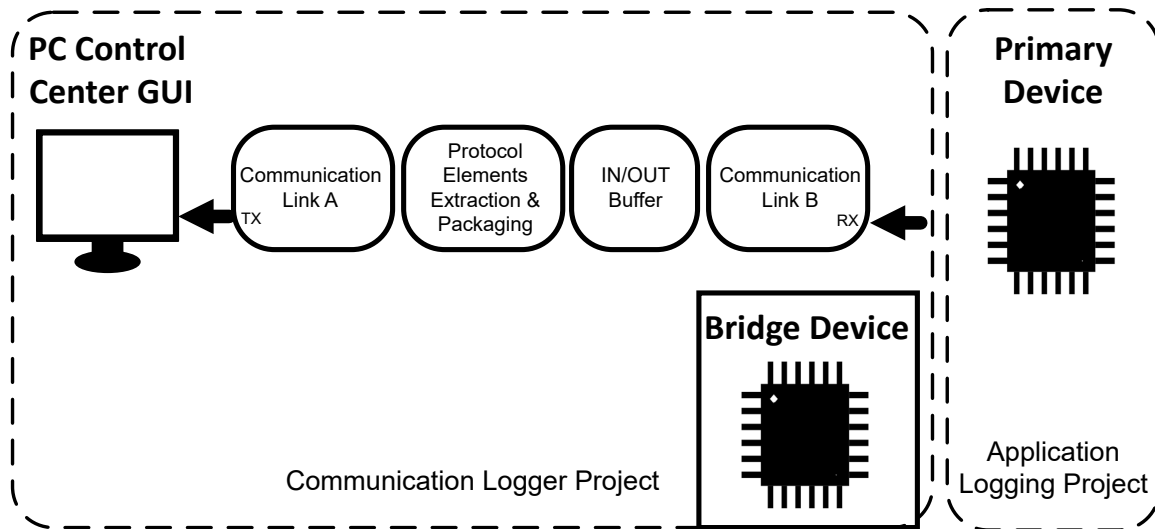 PC Control
Center GUI
Communication
Link A
TX
Protocol
Elements
Extraction &
Packaging
IN/OUT
Buffer
Communication
Link B
RX
Primary
Device
Bridge Device
Communication Logger Project
Application
Logging Project